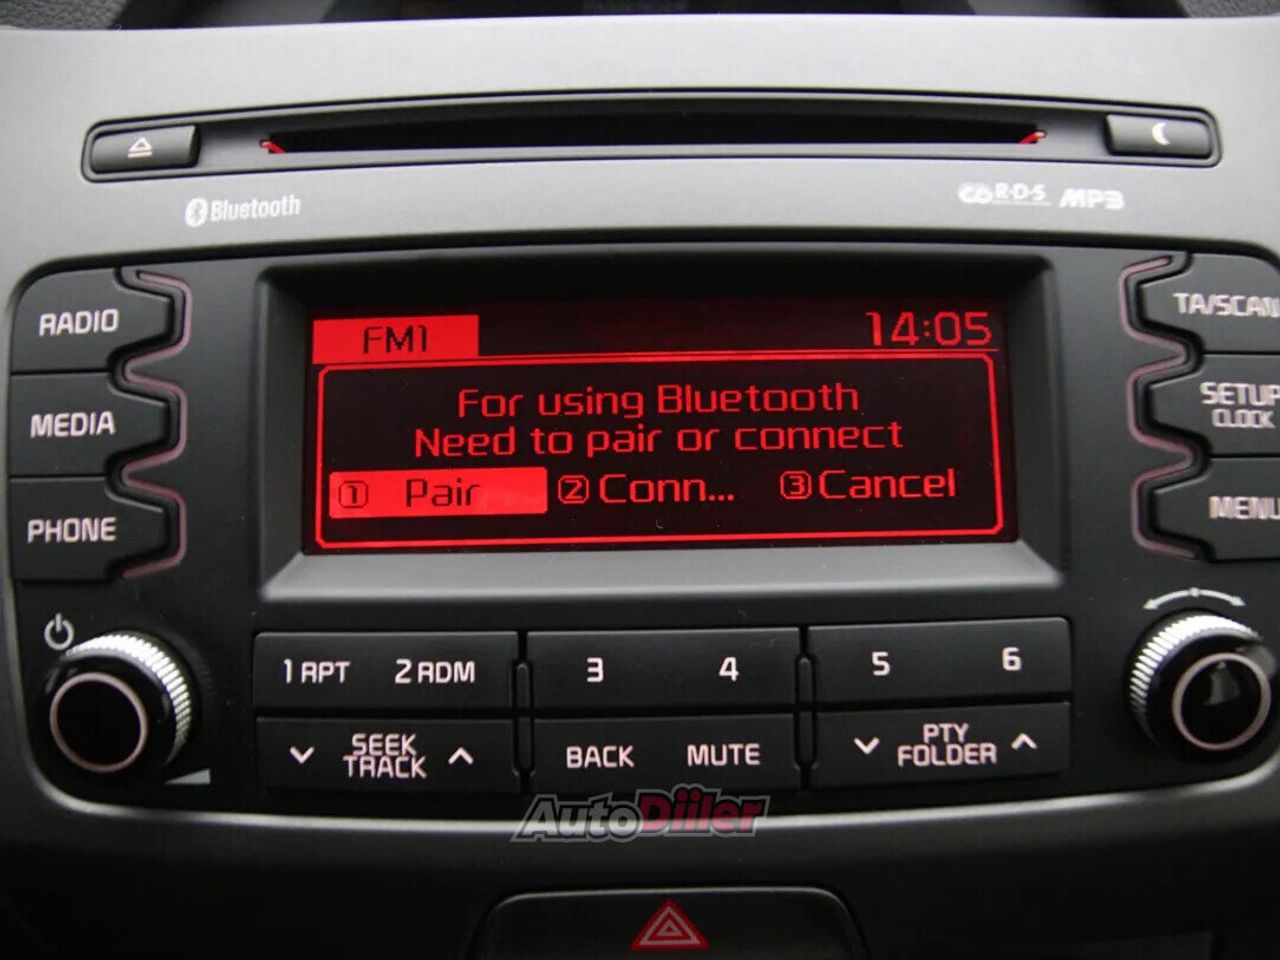 Bluetooth
R·D·S MP3
RADIO
MEDIA
PHONE
FM1 14:05
For using Bluetooth
Need to pair or connect
① Pair ② Conn... ③ Cancel
TA/SCAN
SETUP
CLOCK
MENU
1 RPT 2 RDM 3 4 5 6
SEEK
TRACK
BACK MUTE
PTY
FOLDER
AutoDiiler